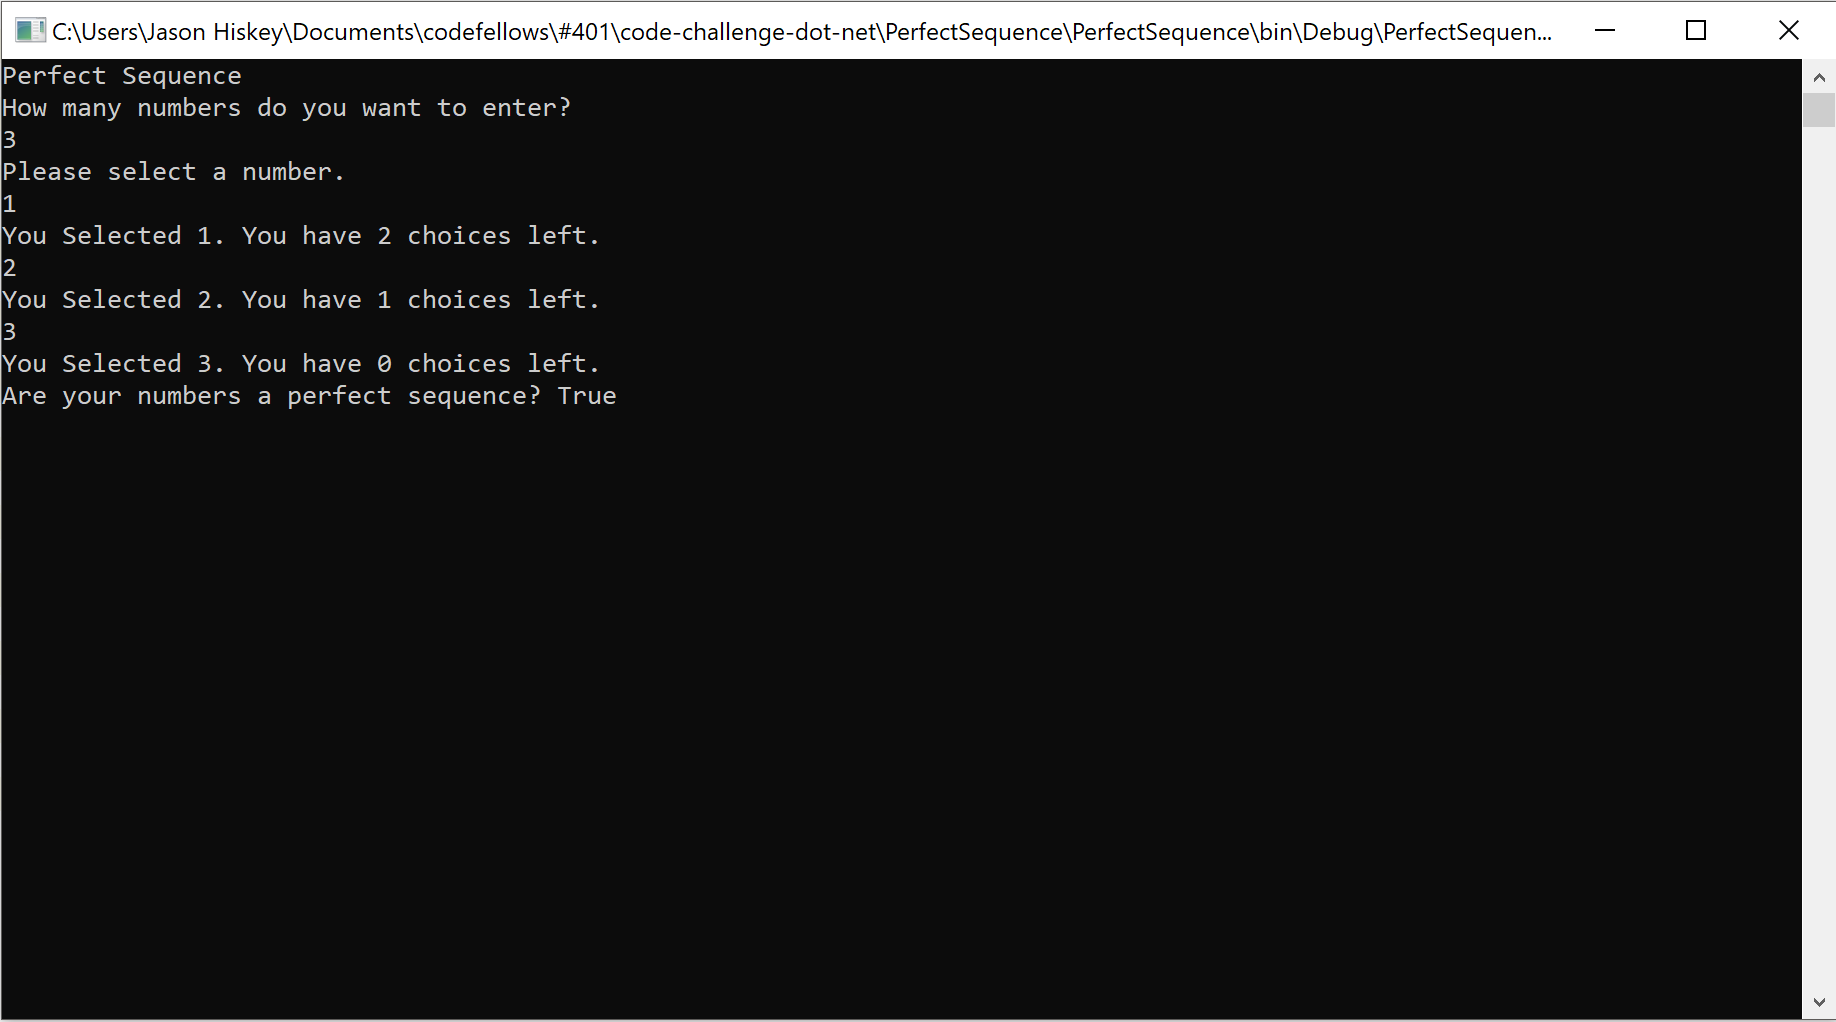 C:\Users\Jason Hiskey\Documents\codefellows\#401\code-challenge-dot-net\PerfectSequence\PerfectSequence\bin\Debug\PerfectSequen...
Perfect Sequence
How many numbers do you want to enter?
3
Please select a number.
1
You Selected 1. You have 2 choices left.
2
You Selected 2. You have 1 choices left.
3
You Selected 3. You have 0 choices left.
Are your numbers a perfect sequence? True